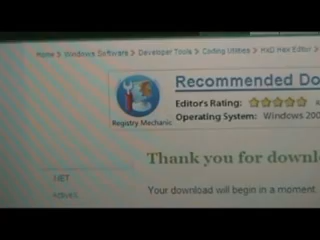 Home > Windows Software > Developer Tools > Coding Utilities > HxD Hex Editor >
Recommended Do
Editor's Rating:
Operating System: Windows 200
Registry Mechanic
Thank you for downl
Your download will begin in a moment.
.NET